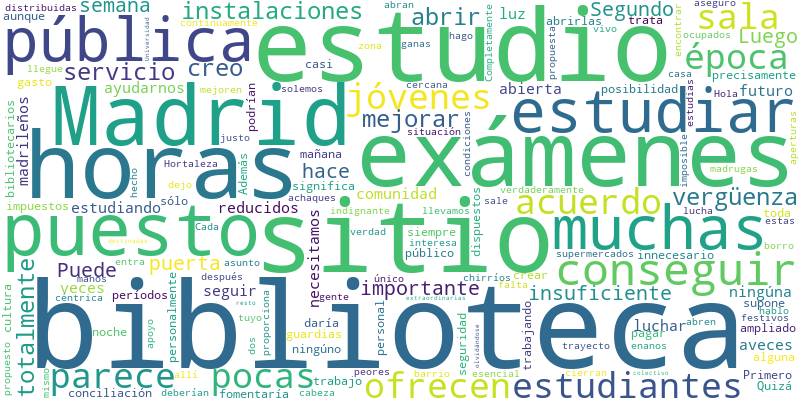 distribuidas semana instalaciones abran abrir luz Segundo aseguro sala
aunque continuamente ganas trata Luego
pública Universidad estudio hago Completamente vivo encontrar ocupados
servicio creo casi zona propuesta abrirlas época
llegue gasto ayudarnos mejoren solemos cercana casa precisamente
bibliotecarios madrileños Madrid podrían jóvenes abierta posibilidad estudias Hola futuro
justo mejorar estudiar aperturas
horas Hortaleza Además mañana situación condiciones imposible madrugas
hecho dejo hace exámenes
impuestos sólo significa comunidad verdaderamente vergüenza
estudiando reducidos achaques acuerdo lucha toda
Cada indignante llevamos sale estas
puesto destinadas necesitamos verdad siempre dispuestos muchas borro
entra asunto sitio interesa público supermercados innecesario
totalmente Puede manos puerta gente único chirríos crear conseguir ninguna
cultura céntrica veces después importante falta supone
períodos seguir resto extraordinarias insuficiente hablo
biblioteca
propuesto noche apoyo personalmente tuyo daría personal seguridad olvidándose trabajando luchar pagar abren festivos
mismo guardias ampliado
ningún dos proporcional peores barrio esencial trayecto enanos aveces
parece allí pocas trabajo cierran alguna
conciliación deberían fomentaría cabeza ofrecen estudiantes colectivo Primero
Quizá